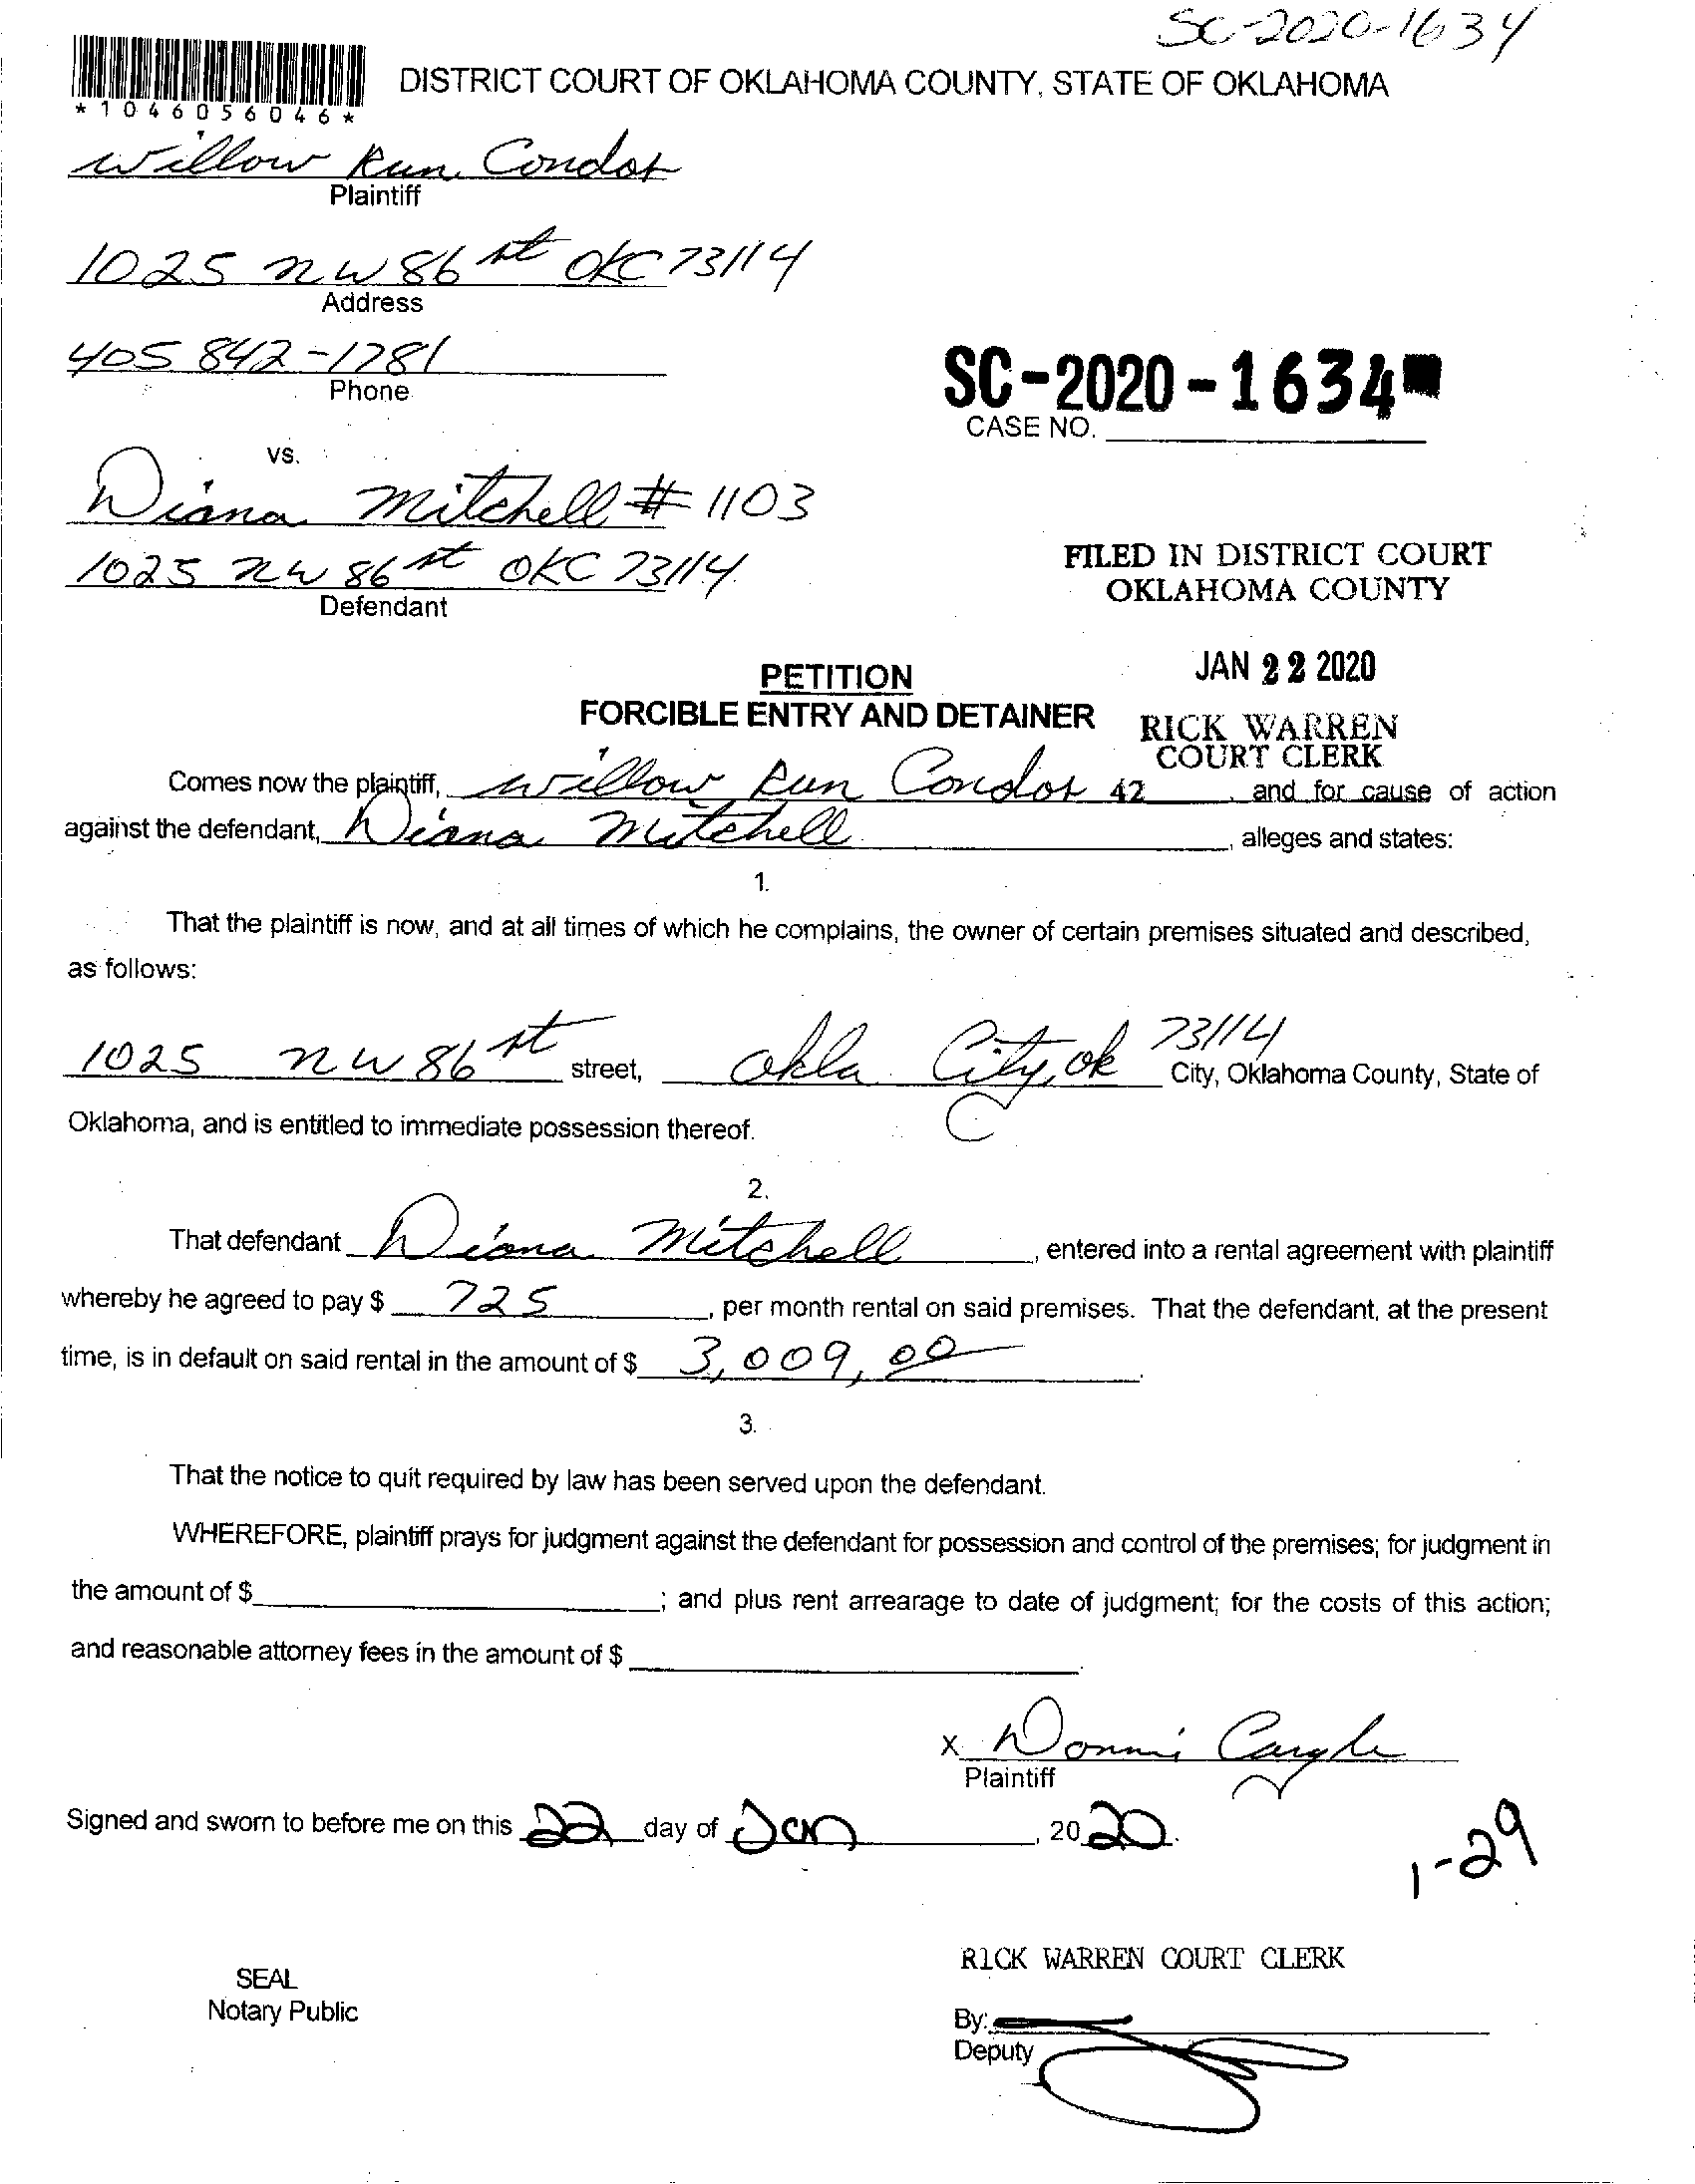 SC-2020-1634
DISTRICT COURT OF OKLAHOMA COUNTY, STATE OF OKLAHOMA
*1046056046*
Willow Run Condos
Plaintiff
1025 NW 86th st OKC 73114
Address
405 842-1781
Phone
SC-2020-1634
CASE NO.
vs.
Diana Mitchell # 1103
1025 NW 86 st OKC 73114
Defendant
FILED IN DISTRICT COURT
OKLAHOMA COUNTY
JAN 22 2020
PETITION
FORCIBLE ENTRY AND DETAINER
RICK WARREN
COURT CLERK
Comes now the plaintiff, Willow Run Condos 42, and for cause of action
against the defendant, Diana Mitchell, alleges and states:
1.
That the plaintiff is now, and at all times of which he complains, the owner of certain premises situated and described,
as follows:
1025 NW 86 st street, Okla City, ok 73114 City, Oklahoma County, State of
Oklahoma, and is entitled to immediate possession thereof.
2.
That defendant Diana Mitchell, entered into a rental agreement with plaintiff
whereby he agreed to pay $ 725, per month rental on said premises. That the defendant, at the present
time, is in default on said rental in the amount of $ 3,009,00.
3.
That the notice to quit required by law has been served upon the defendant.
WHEREFORE, plaintiff prays for judgment against the defendant for possession and control of the premises; for judgment in
the amount of $ ; and plus rent arrearage to date of judgment; for the costs of this action;
and reasonable attorney fees in the amount of $
x Donni Cargle
Plaintiff
Signed and sworn to before me on this 22 day of Jan, 2020.
1-29
RICK WARREN COURT CLERK
SEAL
Notary Public
By:
Deputy